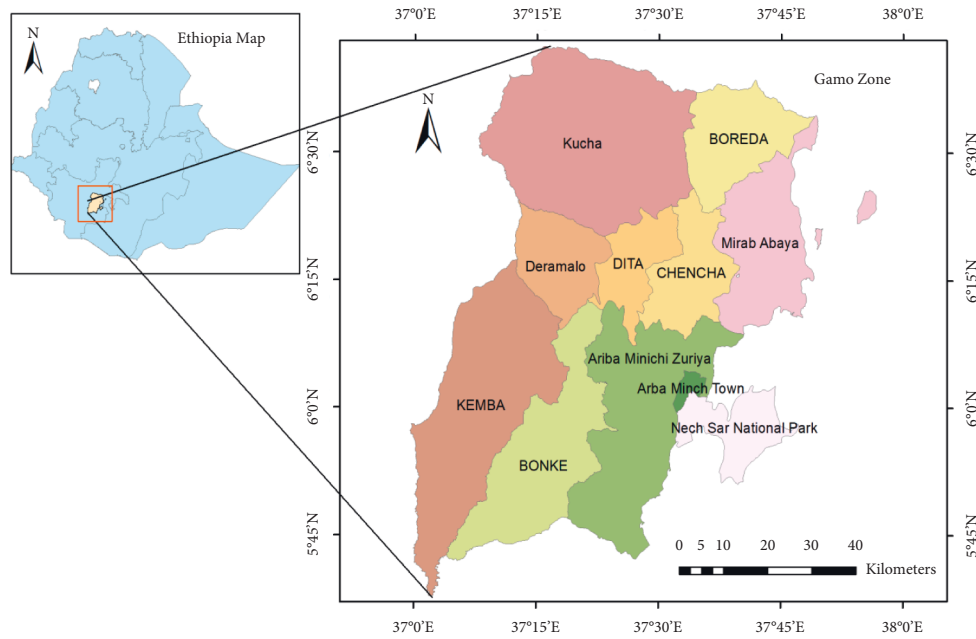 Ethiopia Map
N
37°0'E 37°15'E 37°30'E 37°45'E 38°0'E
Gamo Zone
N
Kucha
BOREDA
6°30'N 6°30'N
Mirab Abaya
Deramalo DITA CHENCHA
6°15'N 6°15'N
Ariba Minichi Zuriya
Arba Minch Town
KEMBA
6°0'N 6°0'N
Nech Sar National Park
BONKE
5°45'N 5°45'N
0 5 10 20 30 40
Kilometers
37°0'E 37°15'E 37°30'E 37°45'E 38°0'E